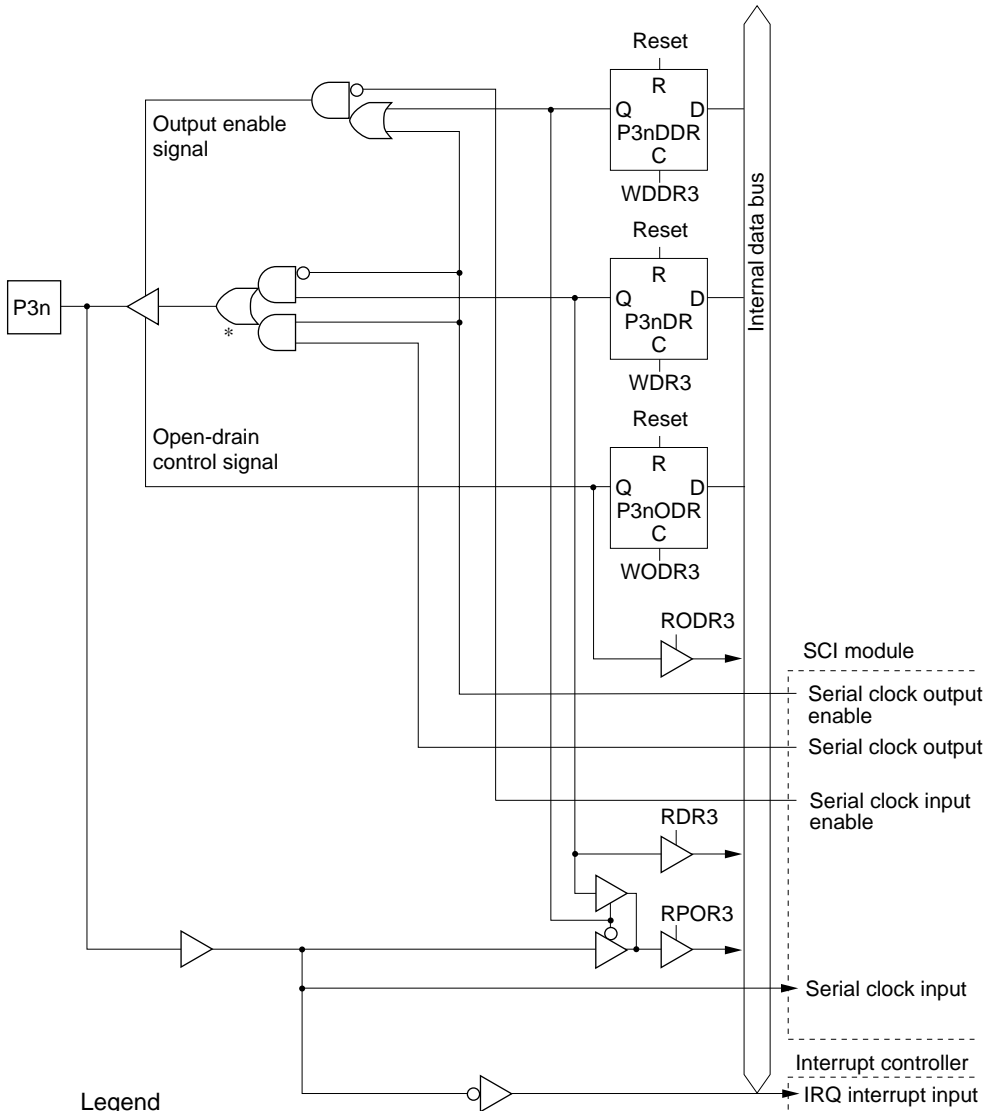 Reset
R
Q D
P3nDDR
C
WDDR3
Output enable
signal
Internal data bus
Reset
R
Q D
P3nDR
C
WDR3
P3n
*
Open-drain
control signal
Reset
R
Q D
P3nODR
C
WODR3
RODR3
SCI module
Serial clock output
enable
Serial clock output
Serial clock input
enable
RDR3
RPOR3
Serial clock input
Interrupt controller
IRQ interrupt input
Legend